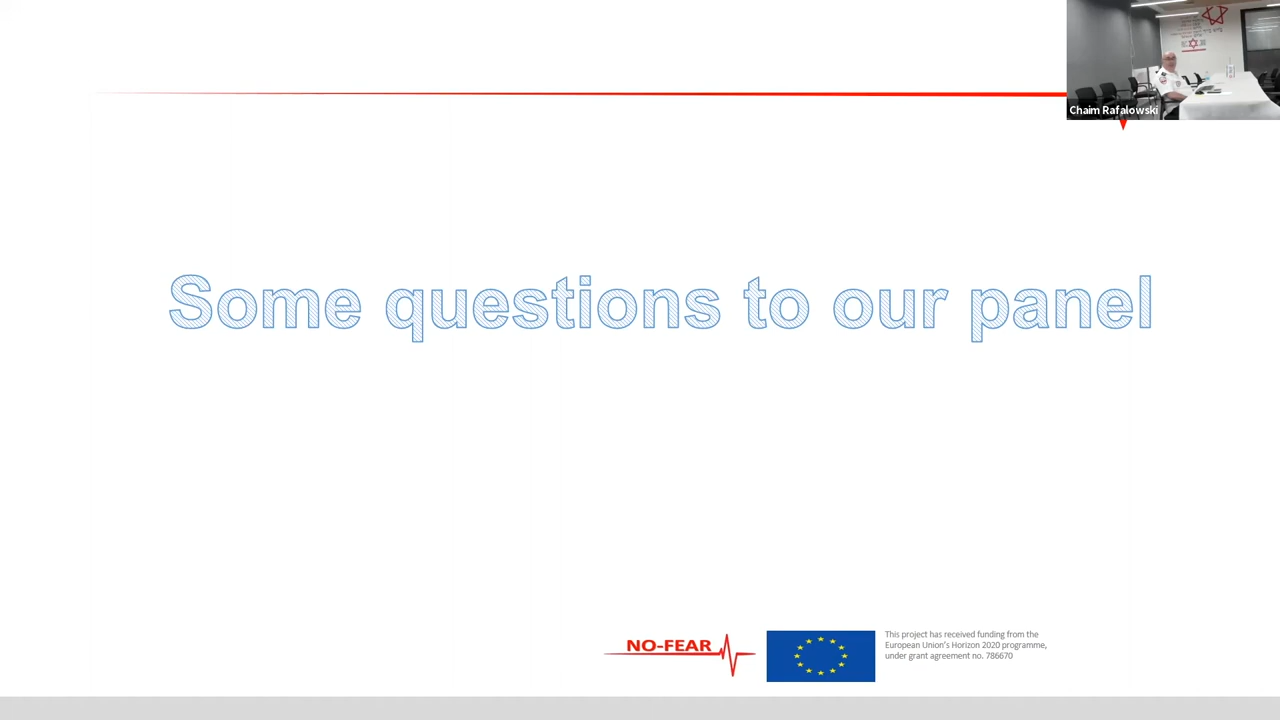 Chaim Rafalowski
Some questions to our panel
NO-FEAR
This project has received funding from the
European Union's Horizon 2020 programme,
under grant agreement no. 786670